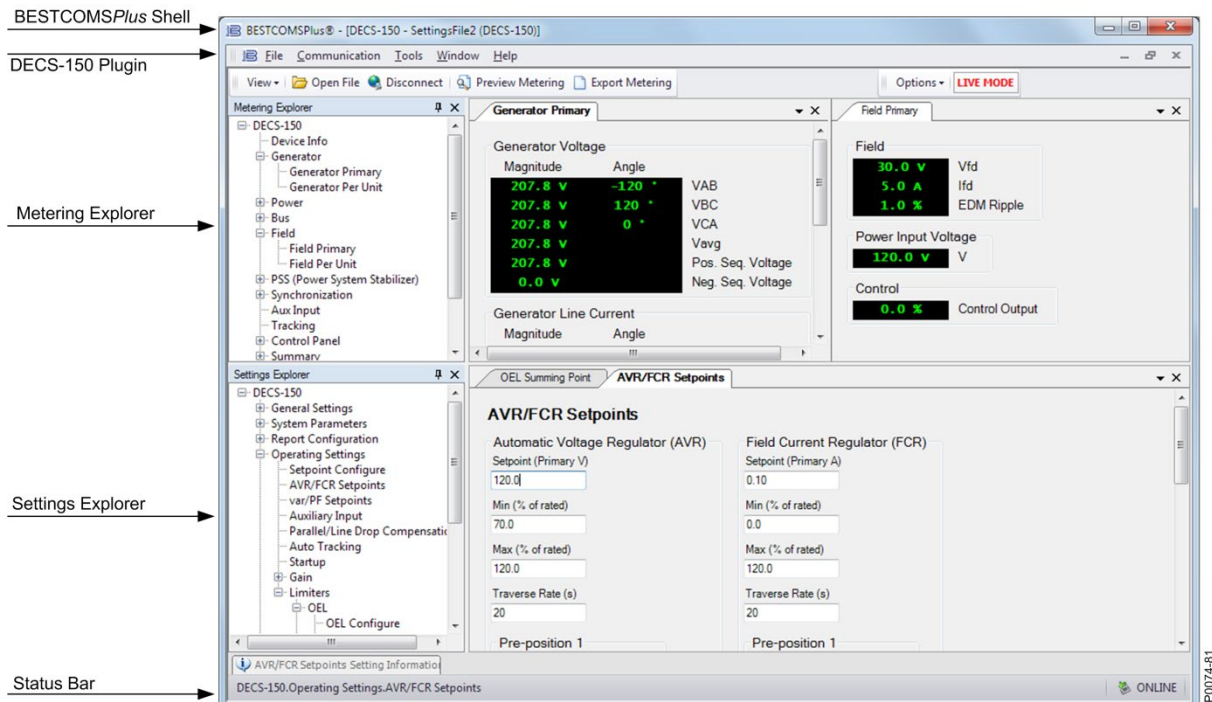 BESTCOMSPlus Shell
DECS-150 Plugin
Metering Explorer
Settings Explorer
Status Bar
BESTCOMSPlus® - [DECS-150 - SettingsFile2 (DECS-150)]
File Communication Tools Window Help
View Open File Disconnect Preview Metering Export Metering Options LIVE MODE
Metering Explorer
DECS-150
Device Info
Generator
Generator Primary
Generator Per Unit
Power
Bus
Field
Field Primary
Field Per Unit
PSS (Power System Stabilizer)
Synchronization
Aux Input
Tracking
Control Panel
Summary
Generator Primary
Generator Voltage
Magnitude Angle
207.8 V -120 ° VAB
207.8 V 120 ° VBC
207.8 V 0 ° VCA
207.8 V Vavg
207.8 V Pos. Seq. Voltage
0.0 V Neg. Seq. Voltage
Generator Line Current
Magnitude Angle
Field Primary
Field
30.0 V Vfd
5.0 A Ifd
1.0 % EDM Ripple
Power Input Voltage
120.0 V V
Control
0.0 % Control Output
Settings Explorer
DECS-150
General Settings
System Parameters
Report Configuration
Operating Settings
Setpoint Configure
AVR/FCR Setpoints
var/PF Setpoints
Auxiliary Input
Parallel/Line Drop Compensatic
Auto Tracking
Startup
Gain
Limiters
OEL
OEL Configure
OEL Summing Point AVR/FCR Setpoints
AVR/FCR Setpoints
Automatic Voltage Regulator (AVR)
Setpoint (Primary V)
120.0
Min (% of rated)
70.0
Max (% of rated)
120.0
Traverse Rate (s)
20
Pre-position 1
Field Current Regulator (FCR)
Setpoint (Primary A)
0.10
Min (% of rated)
0.0
Max (% of rated)
120.0
Traverse Rate (s)
20
Pre-position 1
AVR/FCR Setpoints Setting Information
DECS-150.Operating Settings.AVR/FCR Setpoints ONLINE
P0074-81